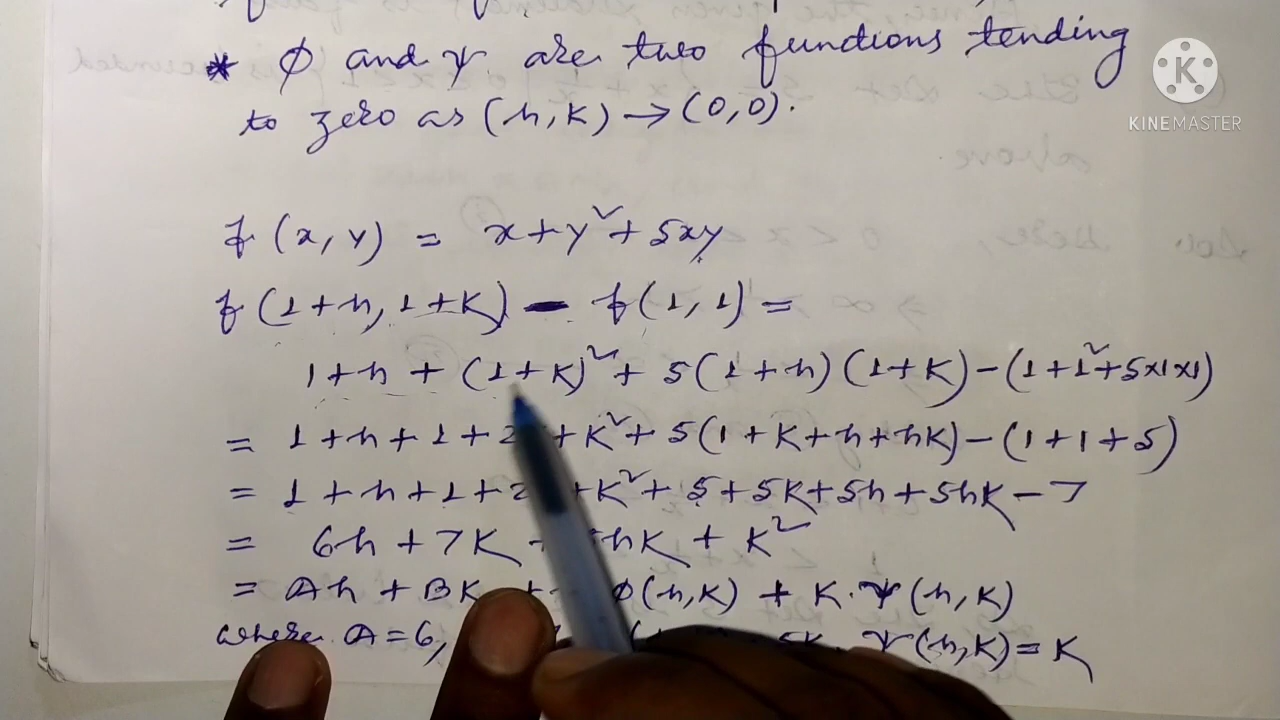 * φ and ψ are two functions tending
to zero as (h, K) → (0, 0).
KINEMASTER
f (x, y) = x + y² + 5xy
f (1 + h, 1 + K) - f (1, 1) =
1 + h + (1 + K)² + 5 (1 + h) (1 + K) - (1 + 1² + 5×1×1)
= 1 + h + 1 + 2 + K² + 5 (1 + K + h + hK) - (1 + 1 + 5)
= 1 + h + 1 + 2 + K² + 5 + 5K + 5h + 5hK - 7
= 6h + 7K + hK + K²
= Ah + BK + φ(h, K) + K . ψ (h, K)
where A = 6, 5K, ψ (h, K) = K